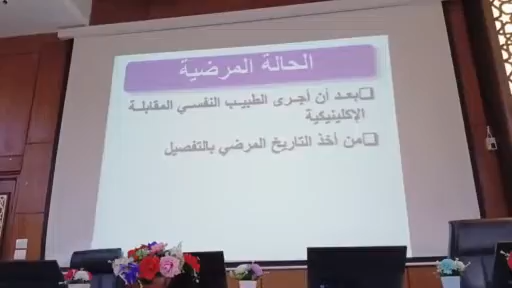 الحالة المرضية
بعد أن أجرى الطبيب النفسي المقابلة
الإكلينيكية
من أخذ التاريخ المرضي بالتفصيل